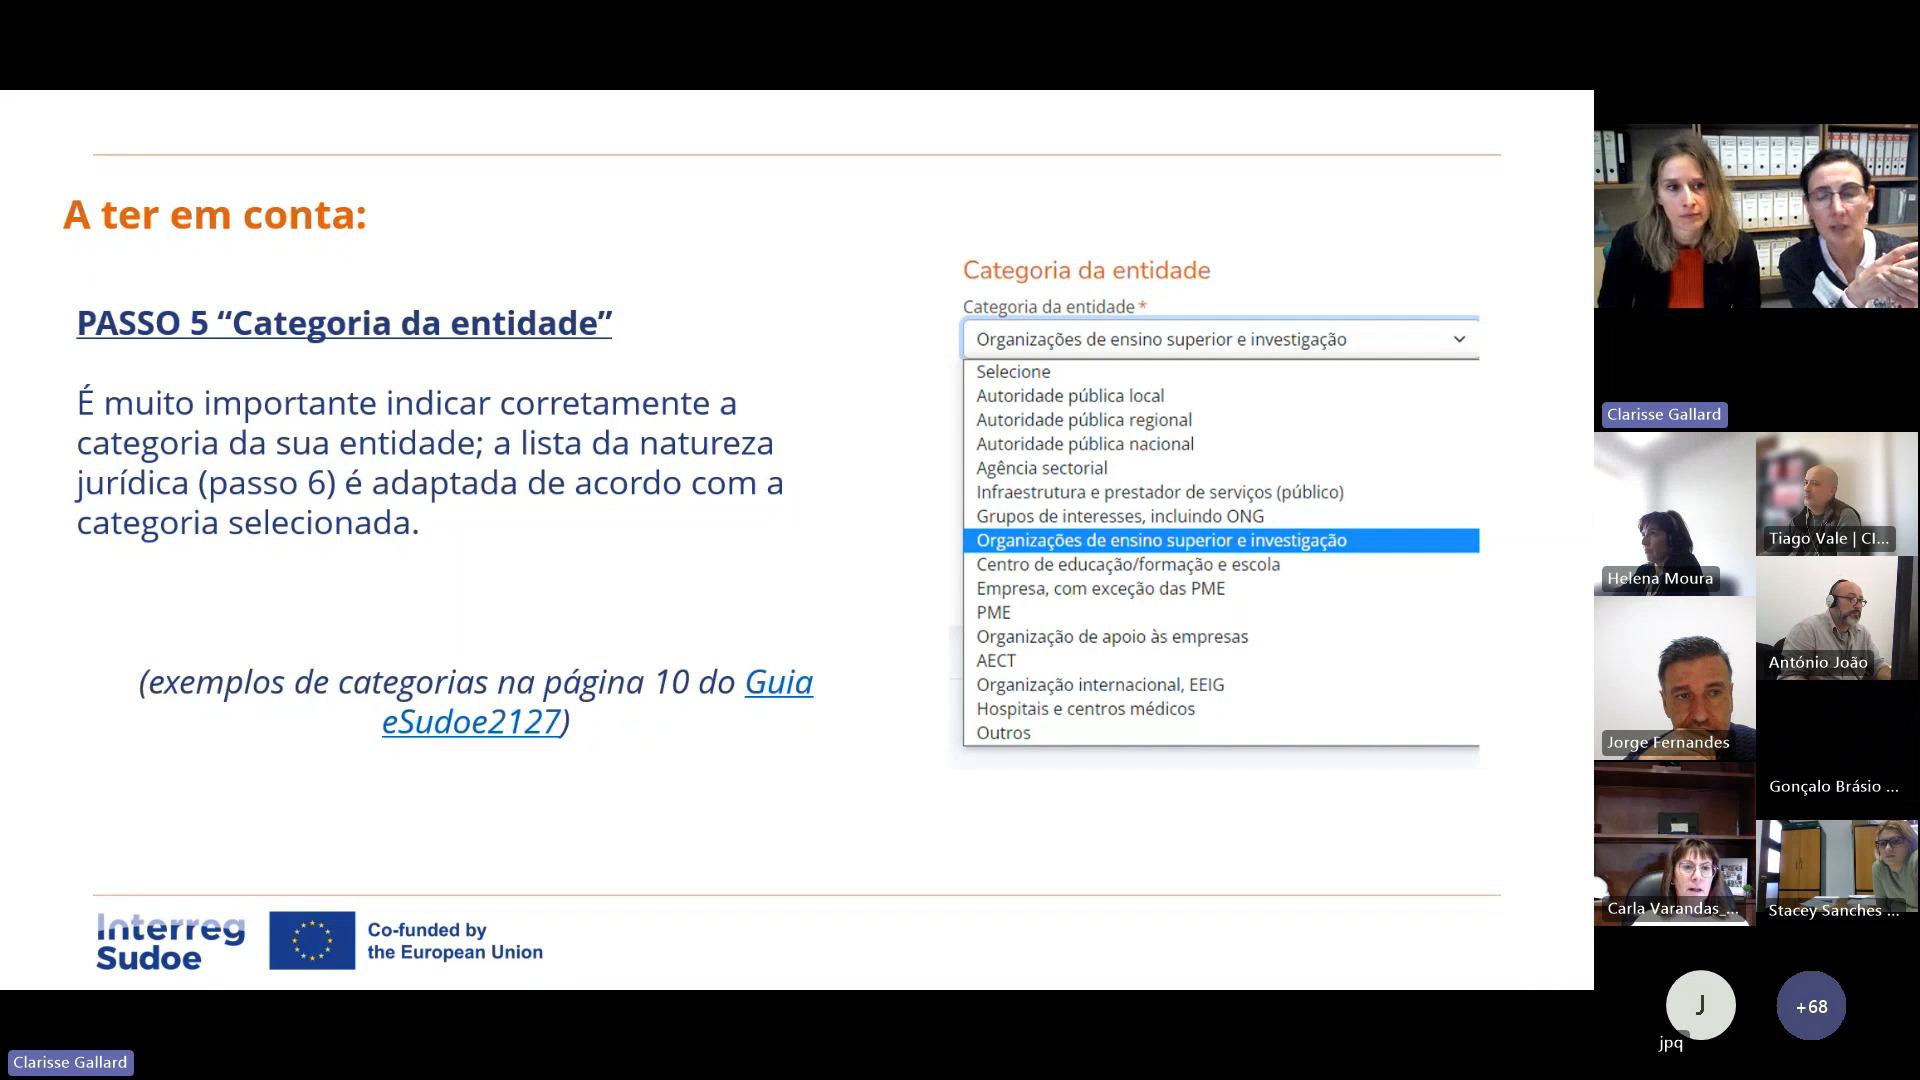 A ter em conta:
PASSO 5 “Categoria da entidade”
É muito importante indicar corretamente a
categoria da sua entidade; a lista da natureza
jurídica (passo 6) é adaptada de acordo com a
categoria selecionada.
(exemplos de categorias na página 10 do Guia
eSudoe2127)
Categoria da entidade
Categoria da entidade *
Organizações de ensino superior e investigação
Selecione
Autoridade pública local
Autoridade pública regional
Autoridade pública nacional
Agência sectorial
Infraestrutura e prestador de serviços (público)
Grupos de interesses, incluindo ONG
Organizações de ensino superior e investigação
Centro de educação/formação e escola
Empresa, com exceção das PME
PME
Organização de apoio às empresas
AECT
Organização internacional, EEIG
Hospitais e centros médicos
Outros
Interreg
Sudoe
Co-funded by
the European Union
Clarisse Gallard
Clarisse Gallard
Helena Moura
Tiago Vale | CI...
António João
Jorge Fernandes
Gonçalo Brásio ...
Carla Varandas_...
Stacey Sanches ...
J
jpq
+68